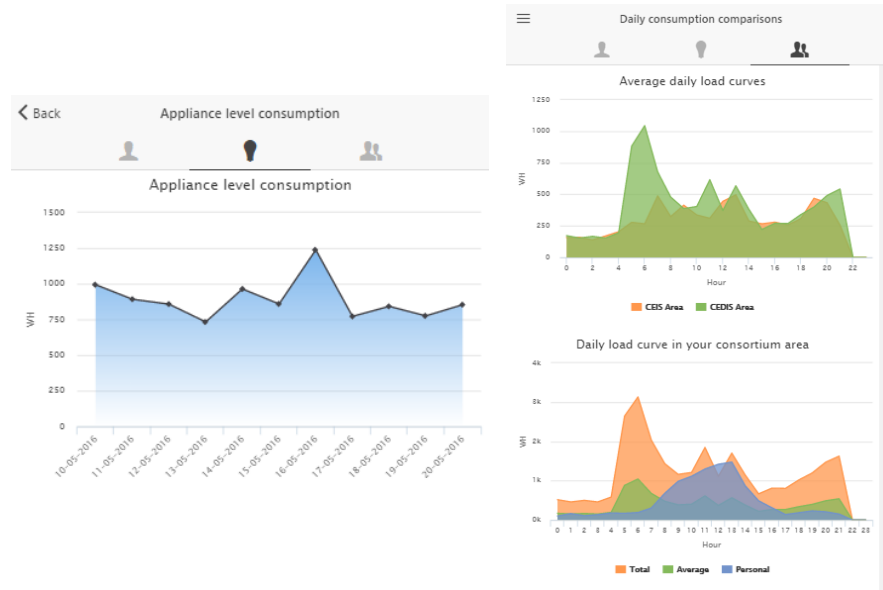 Back
Appliance level consumption
Appliance level consumption
1500
1250
1000
750
500
250
0
WH
10-05-2016
11-05-2016
12-05-2016
13-05-2016
14-05-2016
15-05-2016
16-05-2016
17-05-2016
18-05-2016
19-05-2016
20-05-2016
Daily consumption comparisons
Average daily load curves
1250
1000
750
500
250
0
WH
0 2 4 6 8 10 12 14 16 18 20 22
Hour
CEIS Area CEDIS Area
Daily load curve in your consortium area
4k
3k
2k
1k
0k
WH
0 1 2 3 4 5 6 7 8 9 10 11 12 13 14 15 16 17 18 19 20 21 22 23
Hour
Total Average Personal